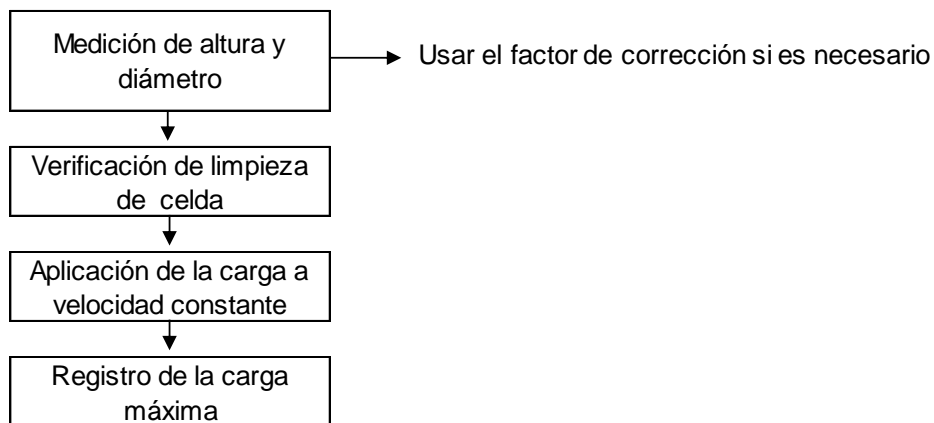 Medición de altura y
diámetro
Usar el factor de corrección si es necesario
Verificación de limpieza
de celda
Aplicación de la carga a
velocidad constante
Registro de la carga
máxima